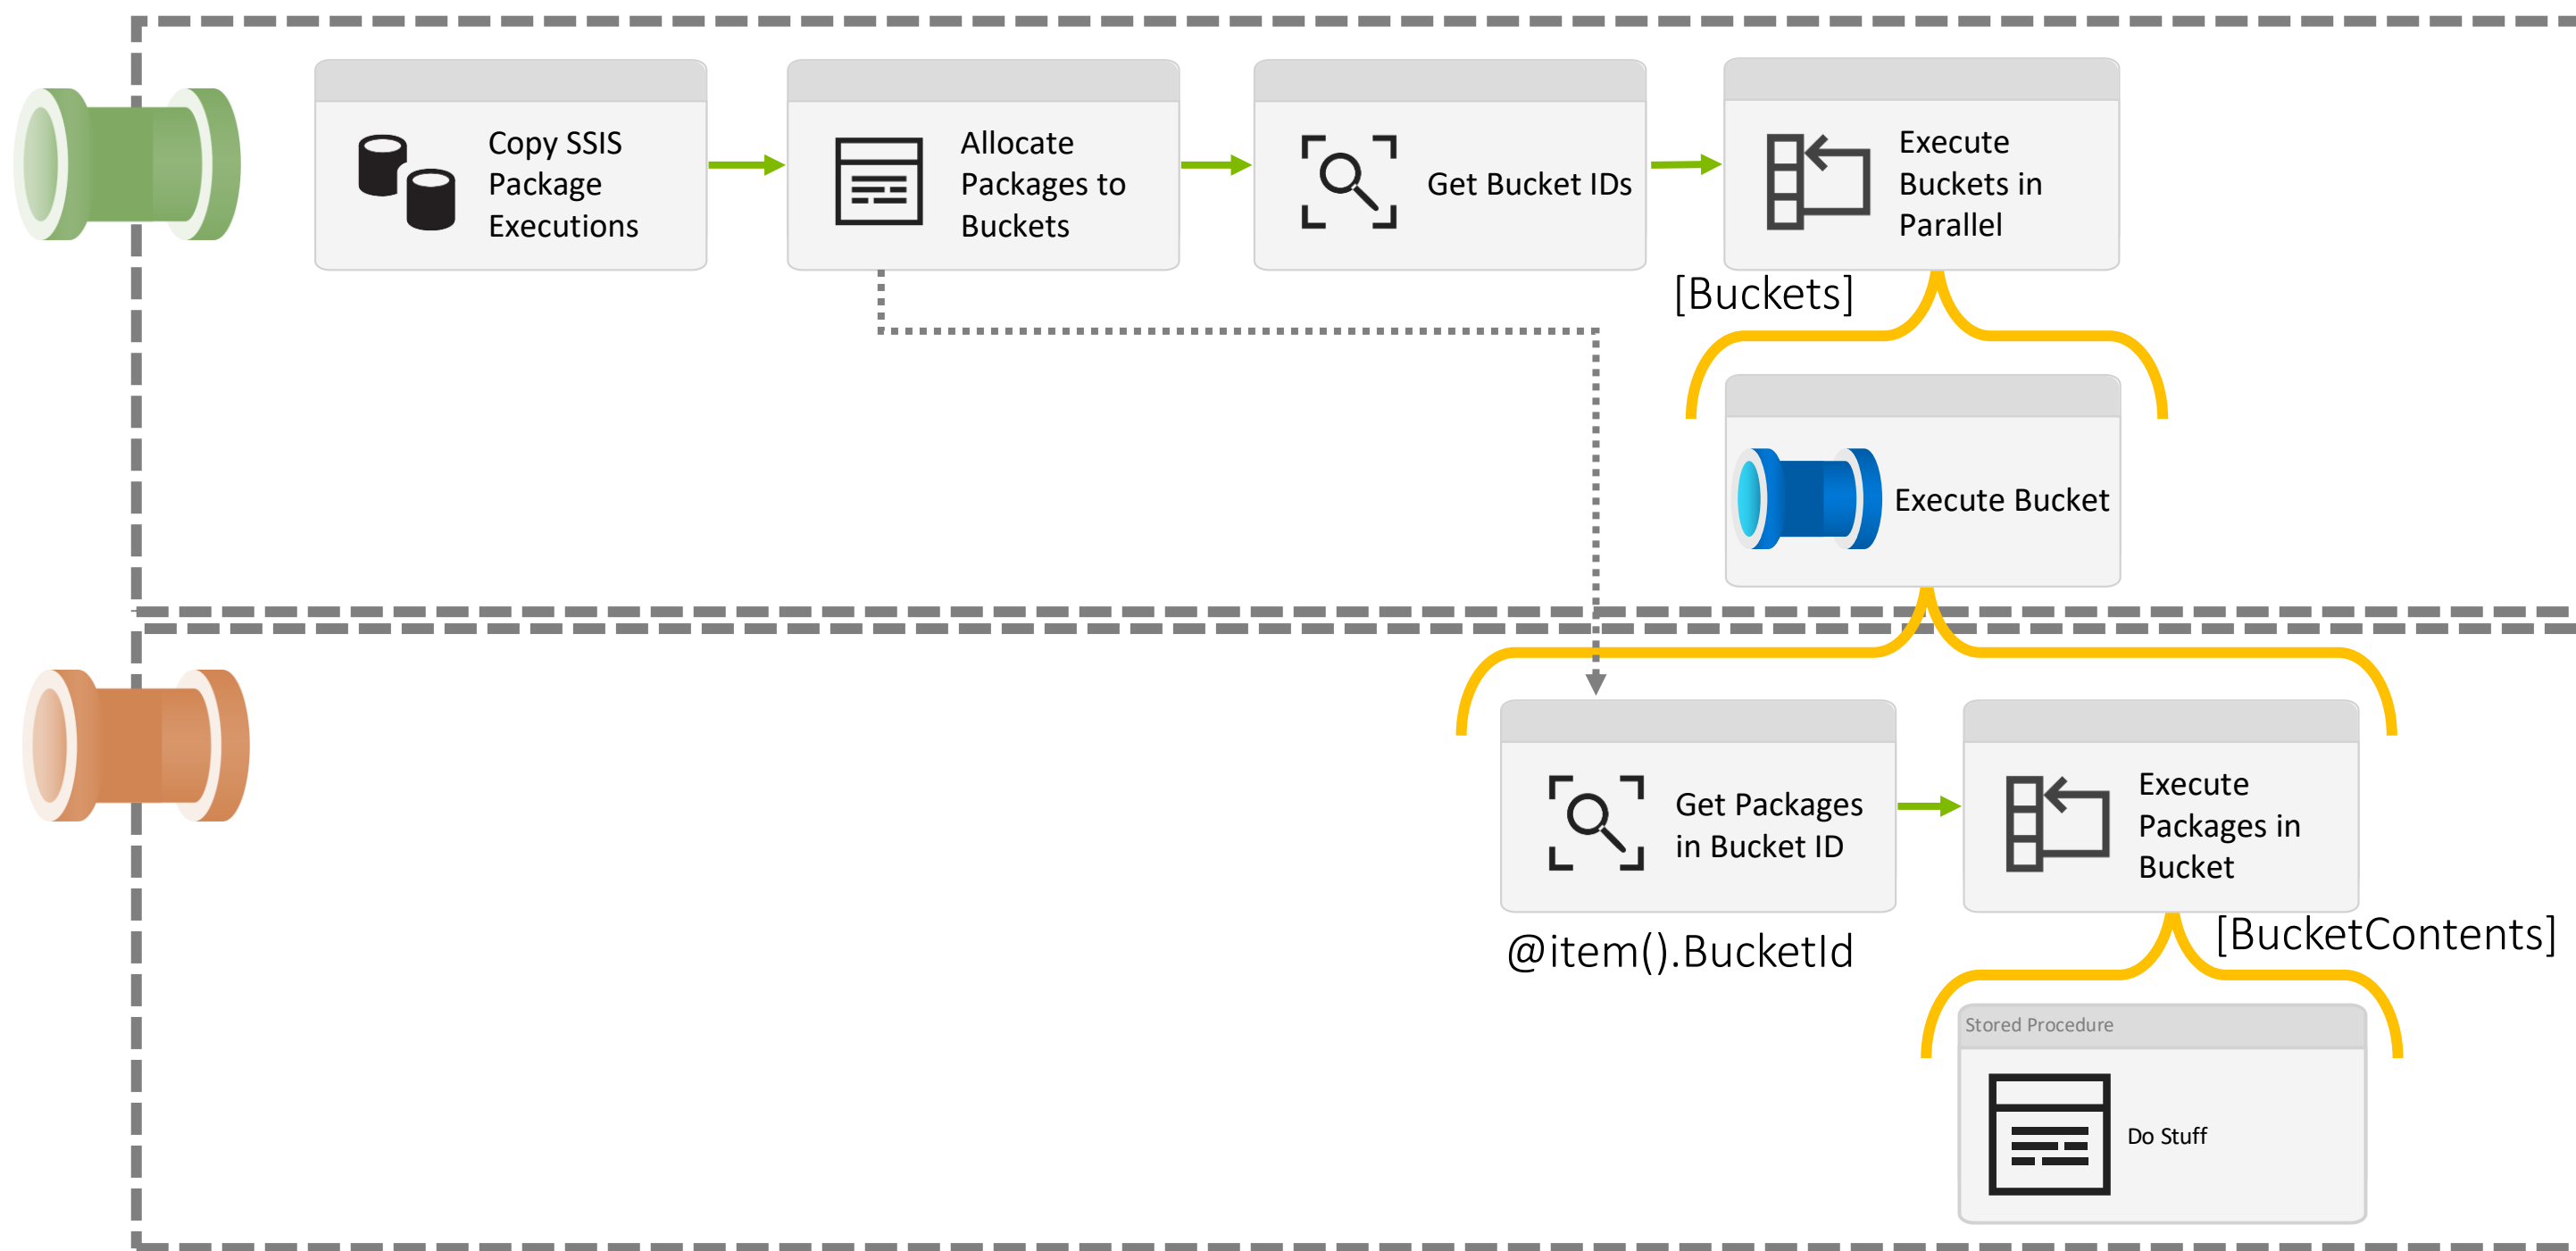 Copy SSIS
Package
Executions
Allocate
Packages to
Buckets
Get Bucket IDs
Execute
Buckets in
Parallel
[Buckets]
Execute Bucket
Get Packages
in Bucket ID
Execute
Packages in
Bucket
@item().BucketId
[BucketContents]
Stored Procedure
Do Stuff